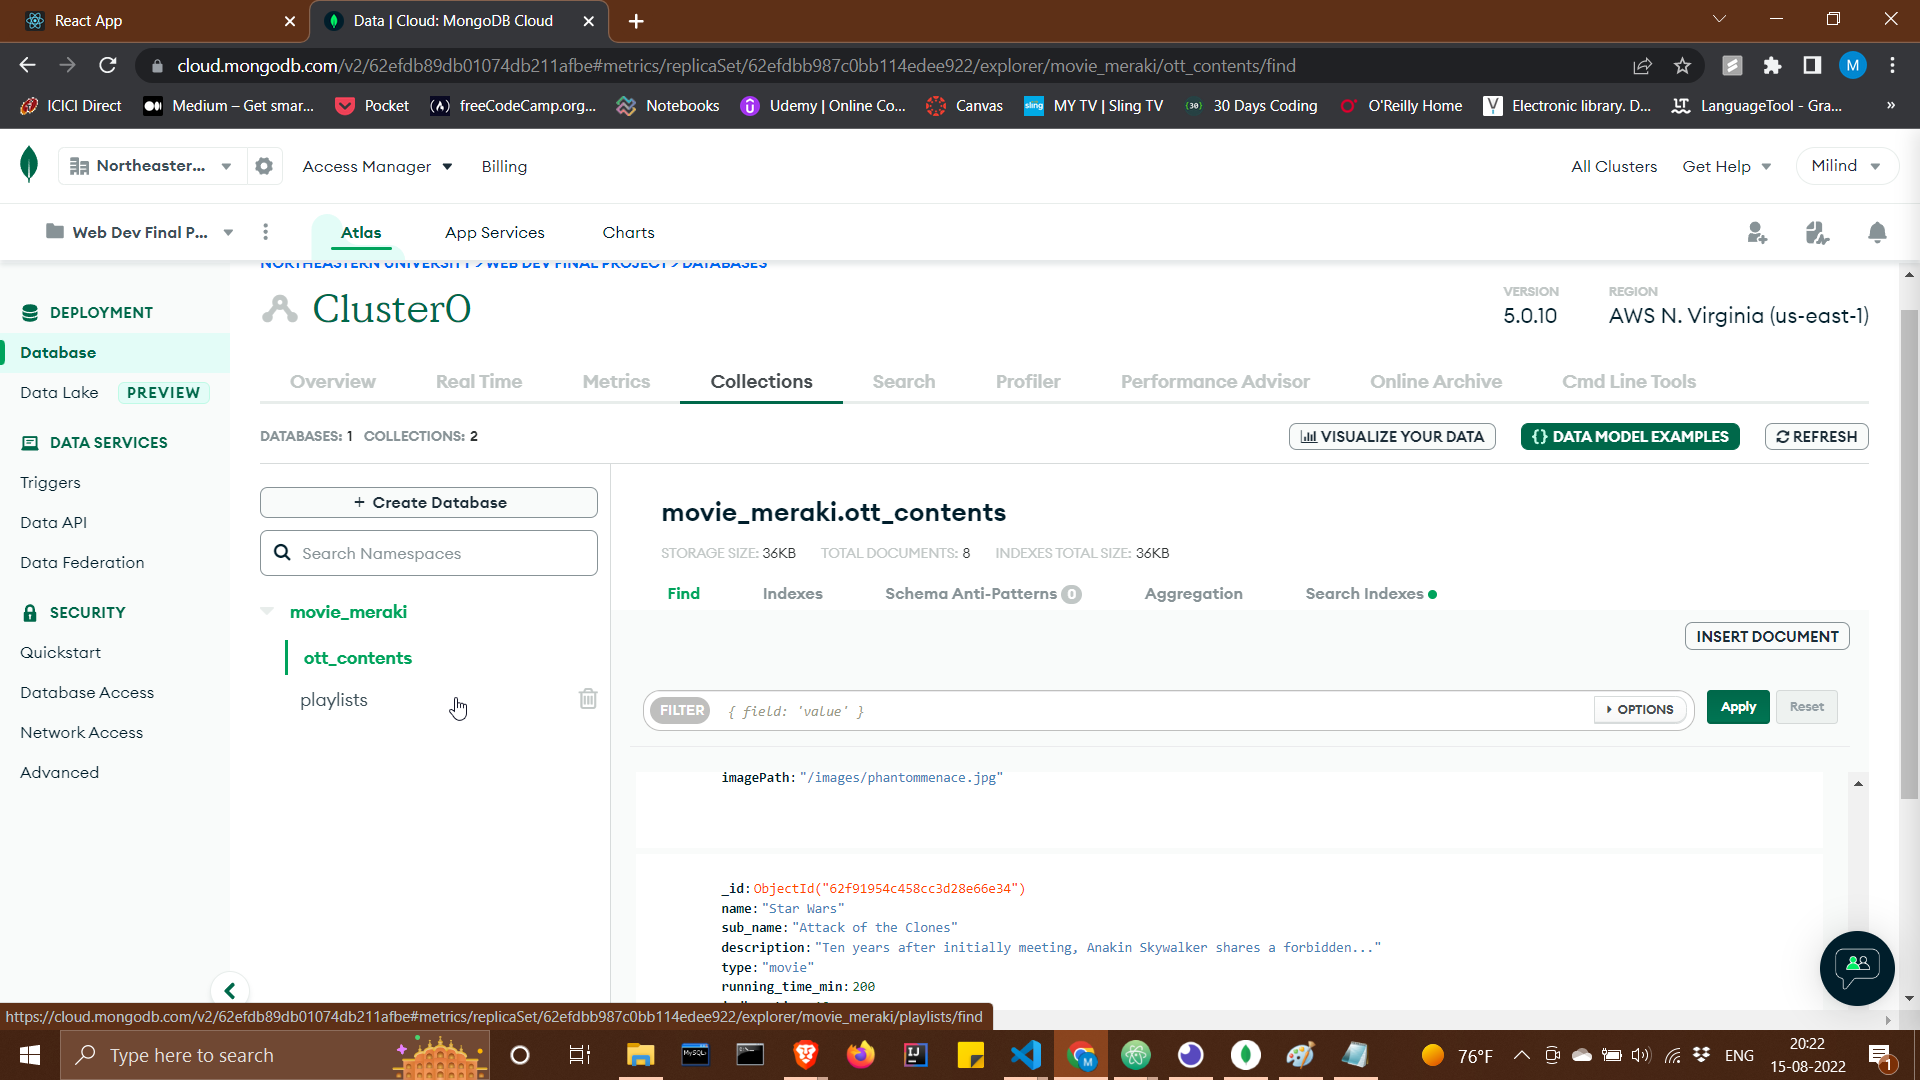 React App
Data | Cloud: MongoDB Cloud
cloud.mongodb.com/v2/62efdb89db01074db211afbe#metrics/replicaSet/62efdbb987c0bb114edee922/explorer/movie_meraki/ott_contents/find
M
ICICI Direct
Medium – Get smar...
Pocket
freeCodeCamp.org...
Notebooks
Udemy | Online Co...
Canvas
sling MY TV | Sling TV
{30} 30 Days Coding
O'Reilly Home
Electronic library. D...
LanguageTool - Gra...
»
Northeaster...
Access Manager
Billing
All Clusters
Get Help
Milind
Web Dev Final P...
Atlas
App Services
Charts
NORTHEASTERN UNIVERSITY > WEB DEV FINAL PROJECT > DATABASES
Cluster0
VERSION
5.0.10
REGION
AWS N. Virginia (us-east-1)
DEPLOYMENT
Database
Data Lake PREVIEW
DATA SERVICES
Triggers
Data API
Data Federation
SECURITY
Quickstart
Database Access
Network Access
Advanced
Overview
Real Time
Metrics
Collections
Search
Profiler
Performance Advisor
Online Archive
Cmd Line Tools
DATABASES: 1 COLLECTIONS: 2
VISUALIZE YOUR DATA
{} DATA MODEL EXAMPLES
REFRESH
+ Create Database
Search Namespaces
movie_meraki
ott_contents
playlists
movie_meraki.ott_contents
STORAGE SIZE: 36KB TOTAL DOCUMENTS: 8 INDEXES TOTAL SIZE: 36KB
Find
Indexes
Schema Anti-Patterns 0
Aggregation
Search Indexes
INSERT DOCUMENT
FILTER { field: 'value' }
OPTIONS
Apply
Reset
imagePath: "/images/phantommenace.jpg"
_id: ObjectId("62f91954c458cc3d28e66e34")
name: "Star Wars"
sub_name: "Attack of the Clones"
description: "Ten years after initially meeting, Anakin Skywalker shares a forbidden..."
type: "movie"
running_time_min: 200
https://cloud.mongodb.com/v2/62efdb89db01074db211afbe#metrics/replicaSet/62efdbb987c0bb114edee922/explorer/movie_meraki/playlists/find
Type here to search
76°F
ENG
20:22
15-08-2022
1